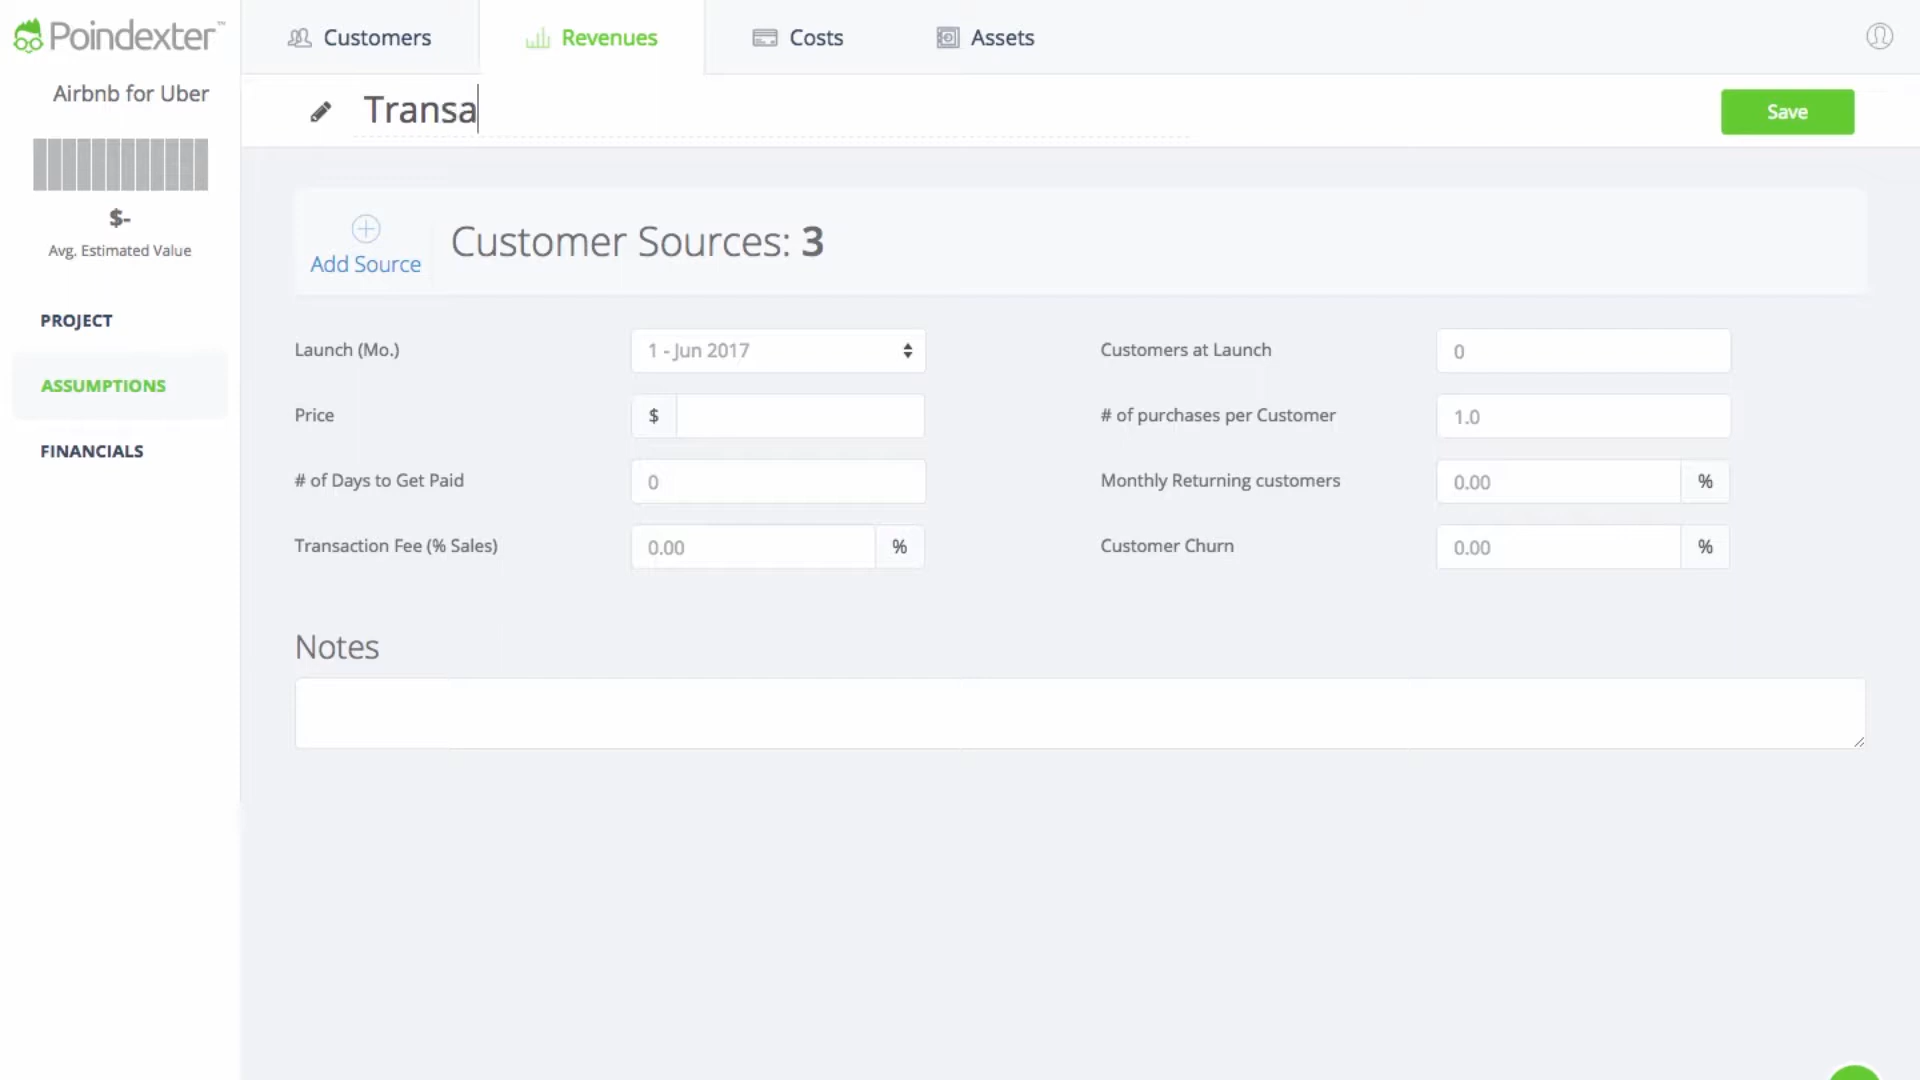 Poindexter™
Airbnb for Uber
$-
Avg. Estimated Value
PROJECT
ASSUMPTIONS
FINANCIALS
Customers
Revenues
Costs
Assets
Transa
Save
Add Source
Customer Sources: 3
Launch (Mo.)
1 - Jun 2017
Customers at Launch
0
Price
$
# of purchases per Customer
1.0
# of Days to Get Paid
0
Monthly Returning customers
0.00
%
Transaction Fee (% Sales)
0.00
%
Customer Churn
0.00
%
Notes